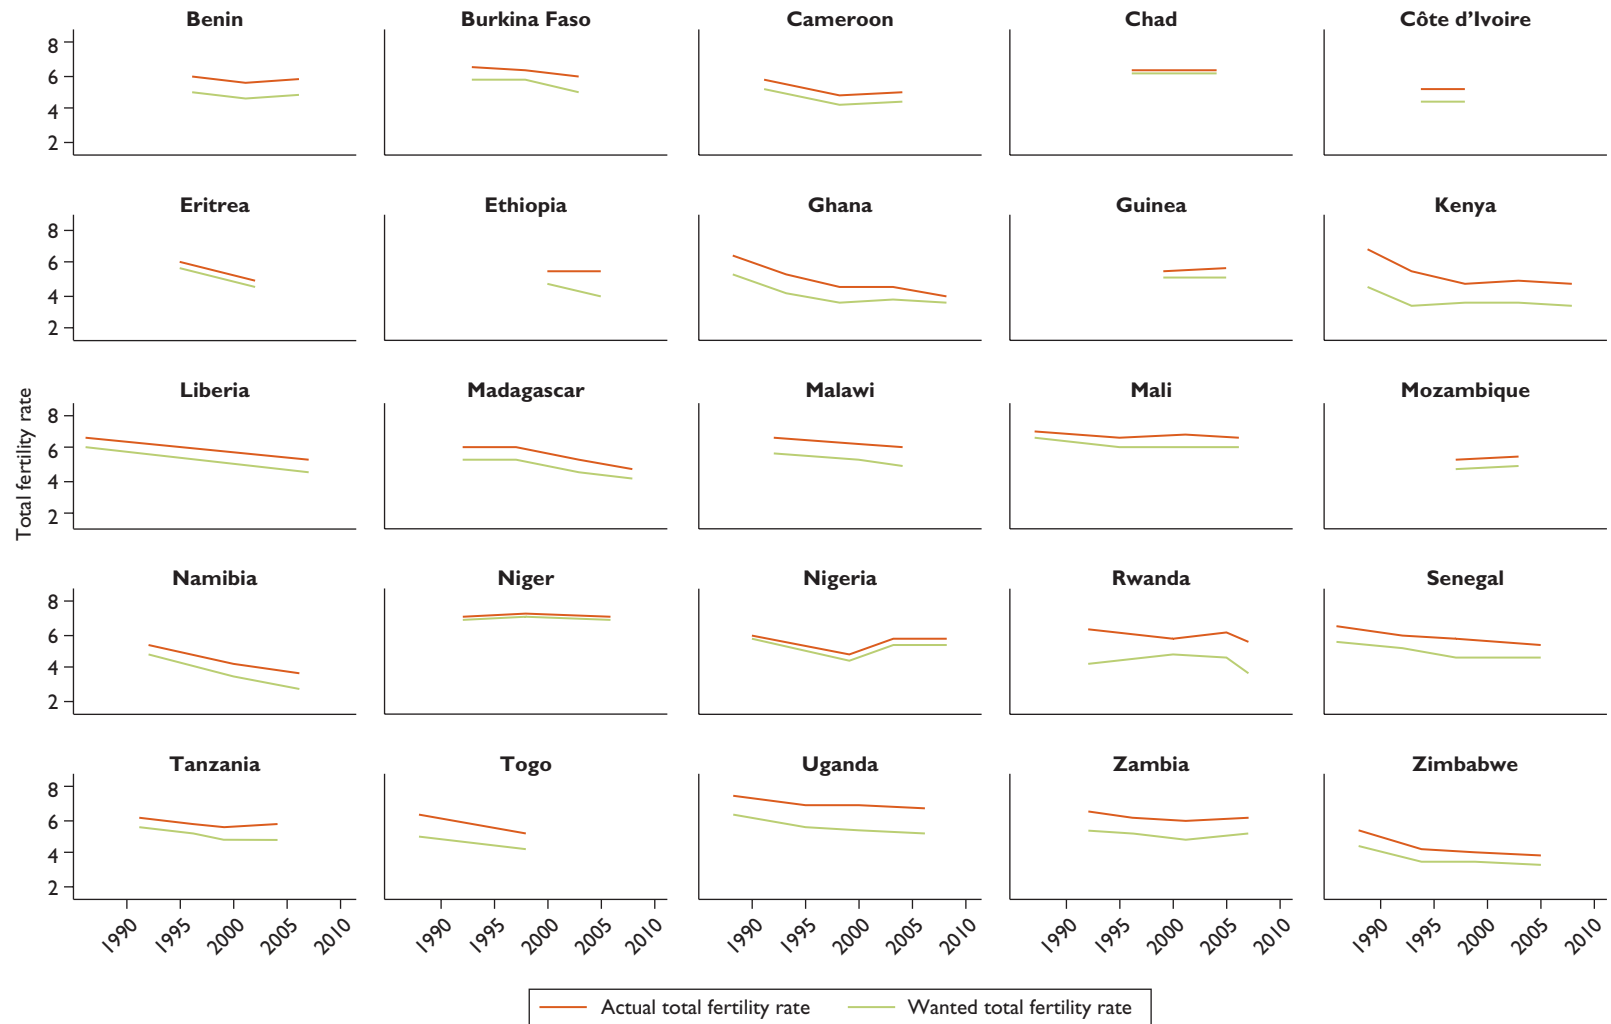 Benin Burkina Faso Cameroon Chad Côte d’Ivoire
8
6
4
2
Eritrea Ethiopia Ghana Guinea Kenya
8
6
4
2
Total fertility rate
Liberia Madagascar Malawi Mali Mozambique
8
6
4
2
Namibia Niger Nigeria Rwanda Senegal
8
6
4
2
Tanzania Togo Uganda Zambia Zimbabwe
8
6
4
2
1990 1995 2000 2005 2010 1990 1995 2000 2005 2010 1990 1995 2000 2005 2010 1990 1995 2000 2005 2010 1990 1995 2000 2005 2010
Actual total fertility rate Wanted total fertility rate